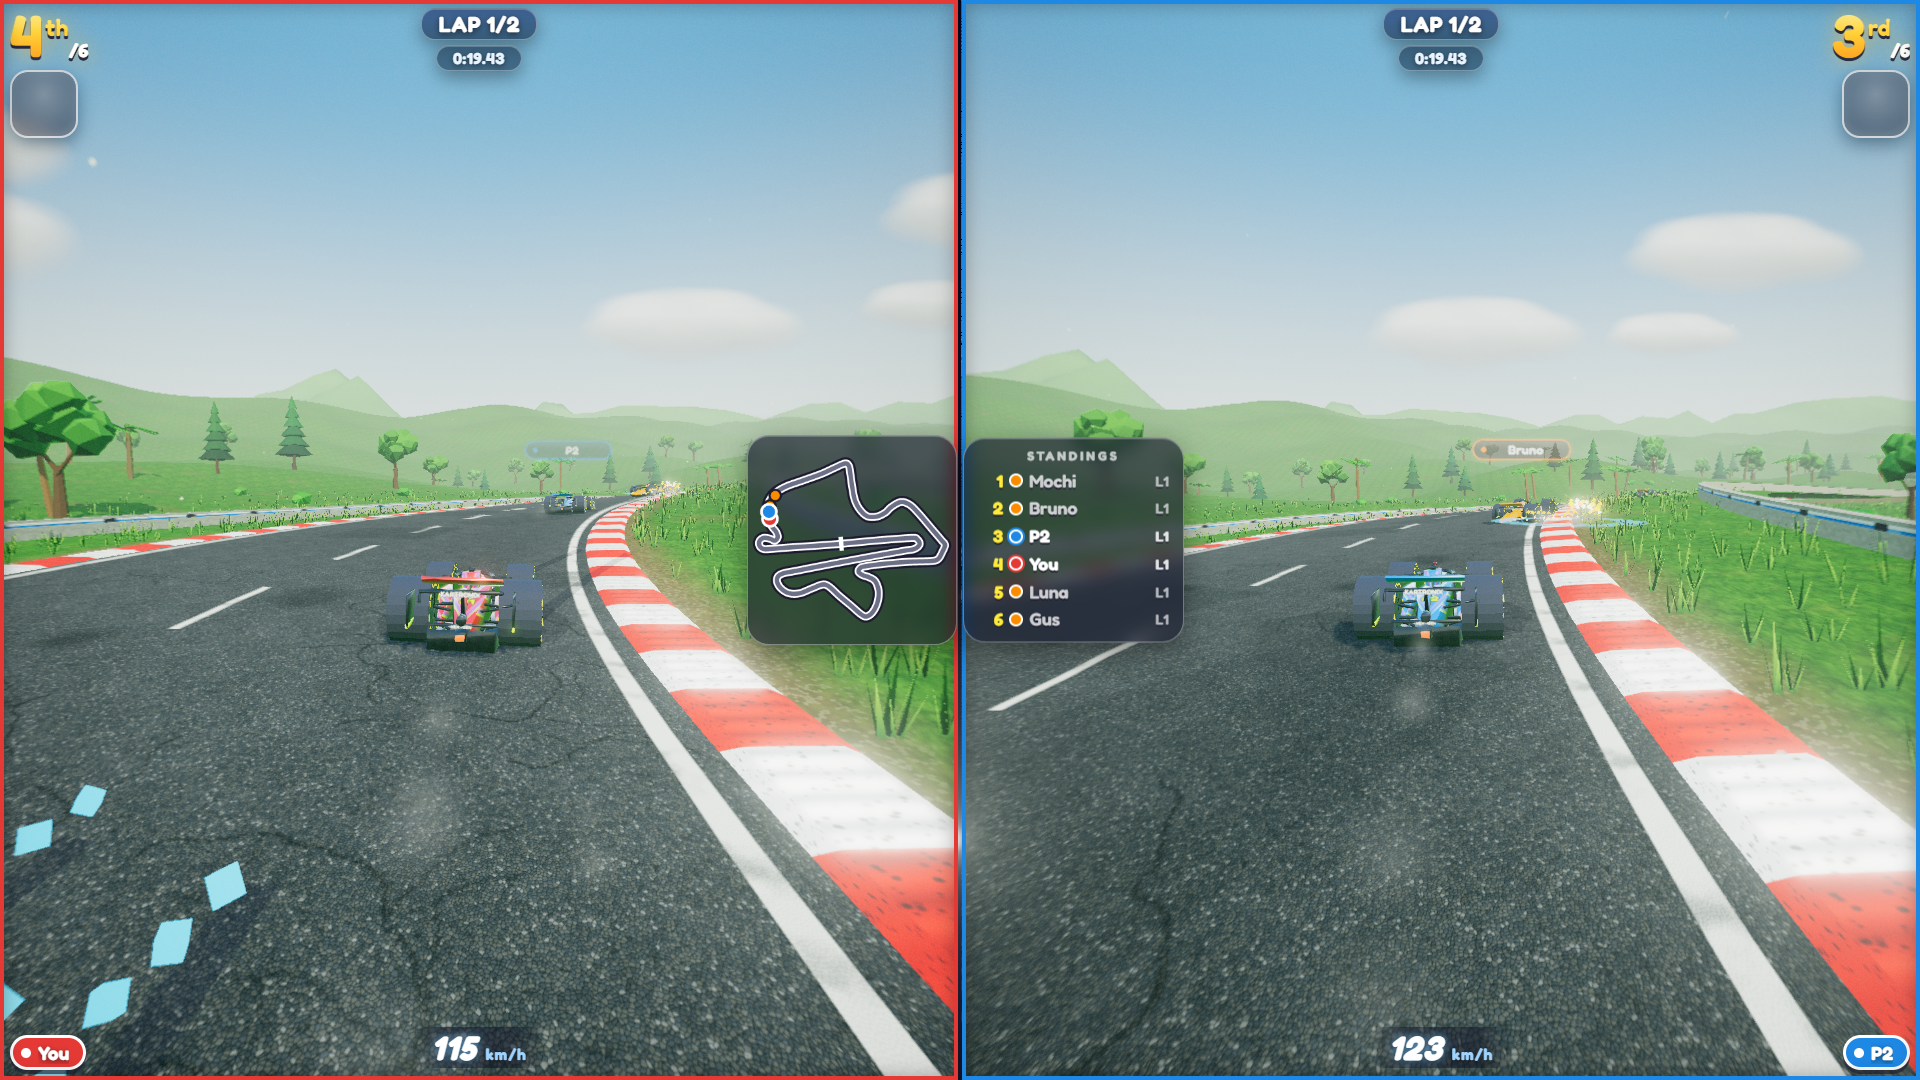 4th/6
LAP 1/2
0:19.43
P2
You
115 km/h
LAP 1/2
0:19.43
3rd/6
Bruno
STANDINGS
1 Mochi L1
2 Bruno L1
3 P2 L1
4 You L1
5 Luna L1
6 Gus L1
123 km/h
P2